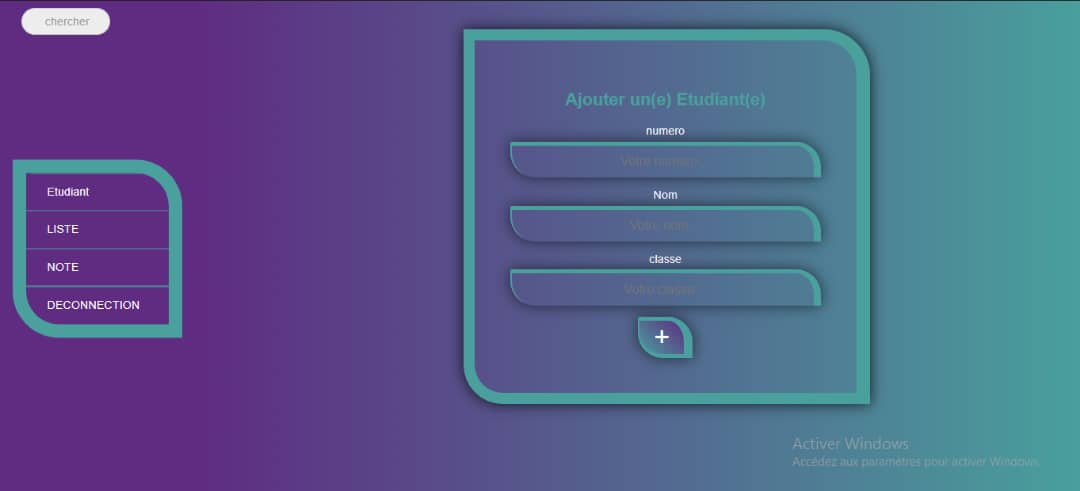 chercher
Etudiant
LISTE
NOTE
DECONNECTION
Ajouter un(e) Etudiant(e)
numero
Votre numero
Nom
Votre nom
classe
Votre classe
+
Activer Windows
Accédez aux paramètres pour activer Windows.